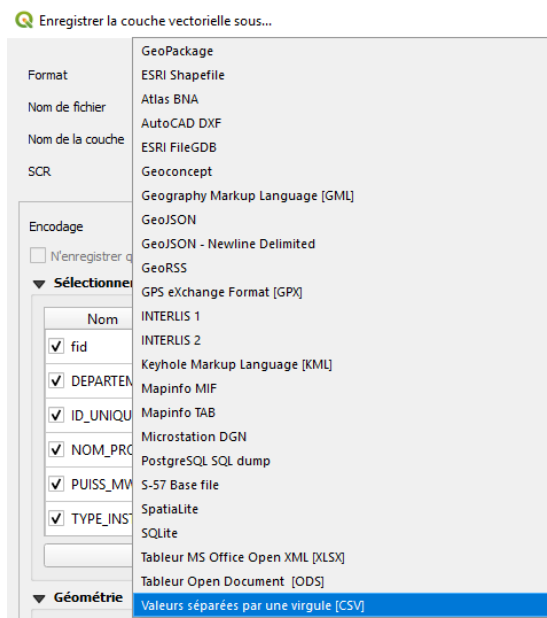 Enregistrer la couche vectorielle sous...
Format
Nom de fichier
Nom de la couche
SCR
Encodage
N'enregistrer
Sélectionner
Nom
fid
DEPARTEM
ID_UNIQU
NOM_PRO
PUISS_MW
TYPE_INST
Géométrie
GeoPackage
ESRI Shapefile
Atlas BNA
AutoCAD DXF
ESRI FileGDB
Geoconcept
Geography Markup Language [GML]
GeoJSON
GeoJSON - Newline Delimited
GeoRSS
GPS eXchange Format [GPX]
INTERLIS 1
INTERLIS 2
Keyhole Markup Language [KML]
Mapinfo MIF
Mapinfo TAB
Microstation DGN
PostgreSQL SQL dump
S-57 Base file
SpatiaLite
SQLite
Tableur MS Office Open XML [XLSX]
Tableur Open Document [ODS]
Valeurs séparées par une virgule [CSV]